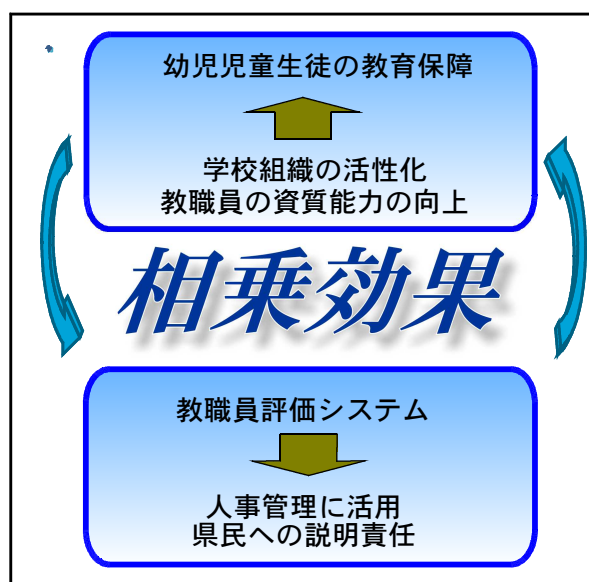 幼児児童生徒の教育保障
学校組織の活性化
教職員の資質能力の向上
相乗効果
教職員評価システム
人事管理に活用
県民への説明責任